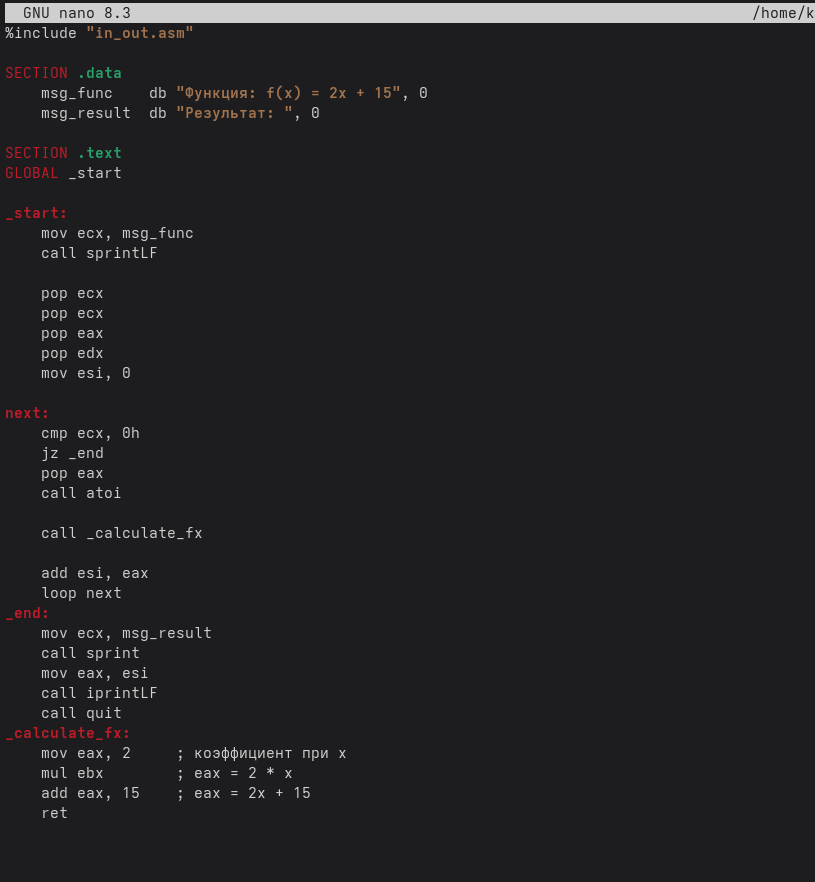 GNU nano 8.3 /home/k
%include "in_out.asm"
SECTION .data
msg_func db "Функция: f(x) = 2x + 15", 0
msg_result db "Результат: ", 0
SECTION .text
GLOBAL _start
_start:
mov ecx, msg_func
call sprintLF
pop ecx
pop ecx
pop eax
pop edx
mov esi, 0
next:
cmp ecx, 0h
jz _end
pop eax
call atoi
call _calculate_fx
add esi, eax
loop next
_end:
mov ecx, msg_result
call sprint
mov eax, esi
call iprintLF
call quit
_calculate_fx:
mov eax, 2 ; коэффициент при x
mul ebx ; eax = 2 * x
add eax, 15 ; eax = 2x + 15
ret